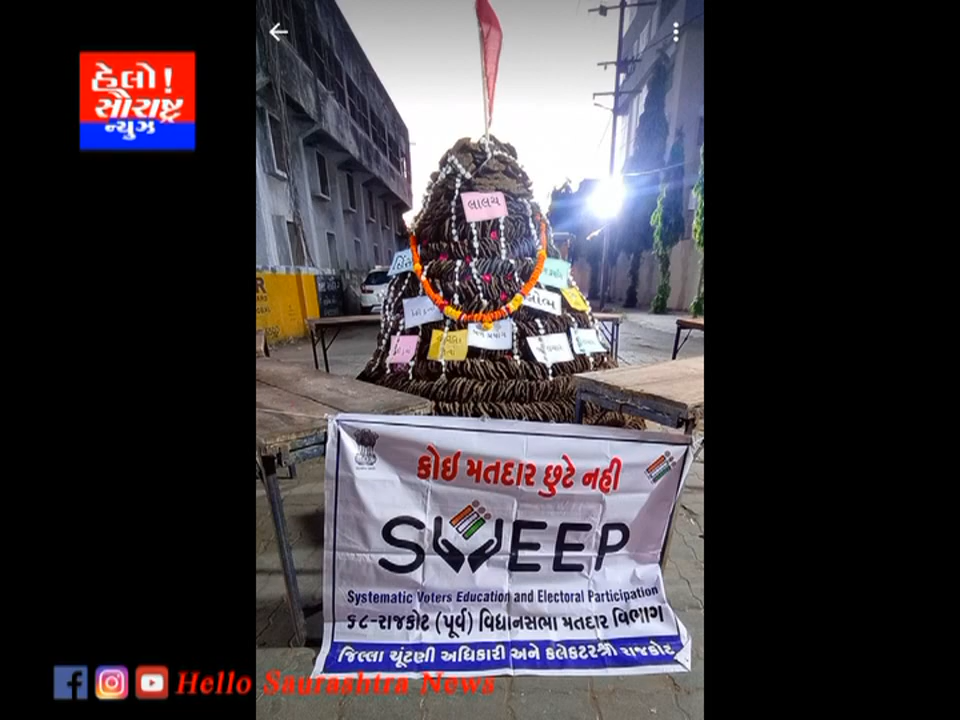 હેલો!
સૌરાષ્ટ્ર
ન્યુઝ
લાલચ
કોઈ મતદાર છુટે નહી
SWEEP
Systematic Voters Education and Electoral Participation
૬૮-રાજકોટ (પૂર્વ) વિધાનસભા મતદાર વિભાગ
જિલ્લા ચૂંટણી અધિકારી અને કલેકટરશ્રી રાજકોટ
Hello Saurashtra News